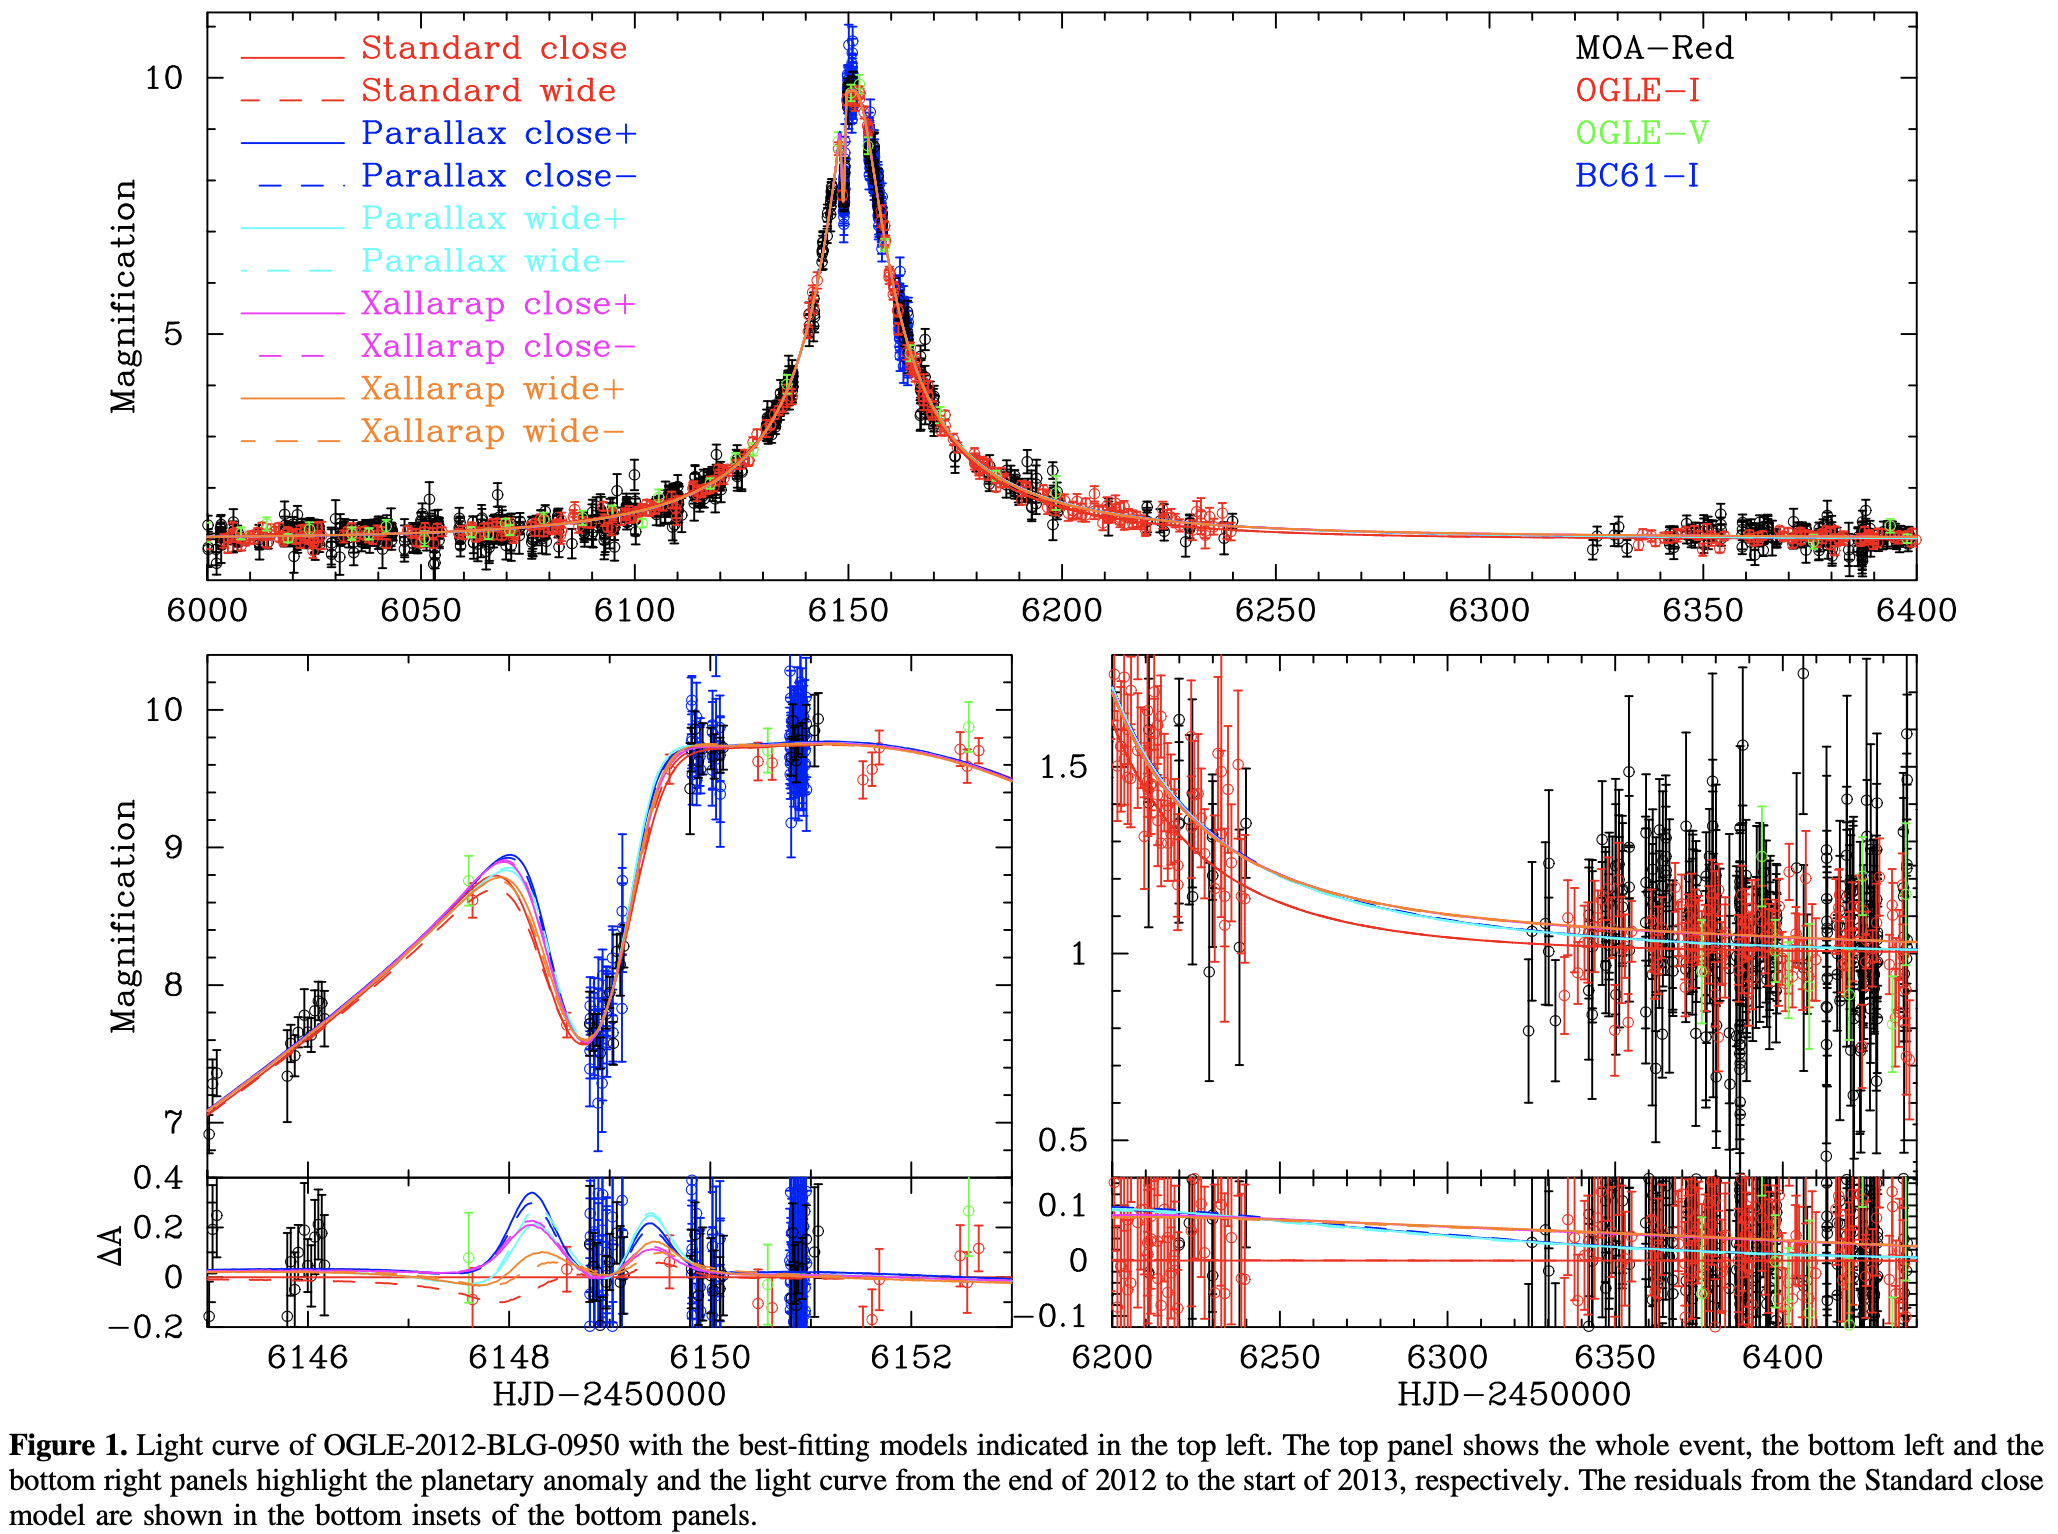 Standard close
Standard wide
Parallax close+
Parallax close−
Parallax wide+
Parallax wide−
Xallarap close+
Xallarap close−
Xallarap wide+
Xallarap wide−
MOA−Red
OGLE−I
OGLE−V
BC61−I
Magnification
10
5
6000 6050 6100 6150 6200 6250 6300 6350 6400
Magnification
10
9
8
7
ΔA
0.4
0.2
0
−0.2
6146 6148 6150 6152
HJD−2450000
1.5
1
0.5
0.1
0
−0.1
6200 6250 6300 6350 6400
HJD−2450000
Figure 1. Light curve of OGLE-2012-BLG-0950 with the best-fitting models indicated in the top left. The top panel shows the whole event, the bottom left and the
bottom right panels highlight the planetary anomaly and the light curve from the end of 2012 to the start of 2013, respectively. The residuals from the Standard close
model are shown in the bottom insets of the bottom panels.